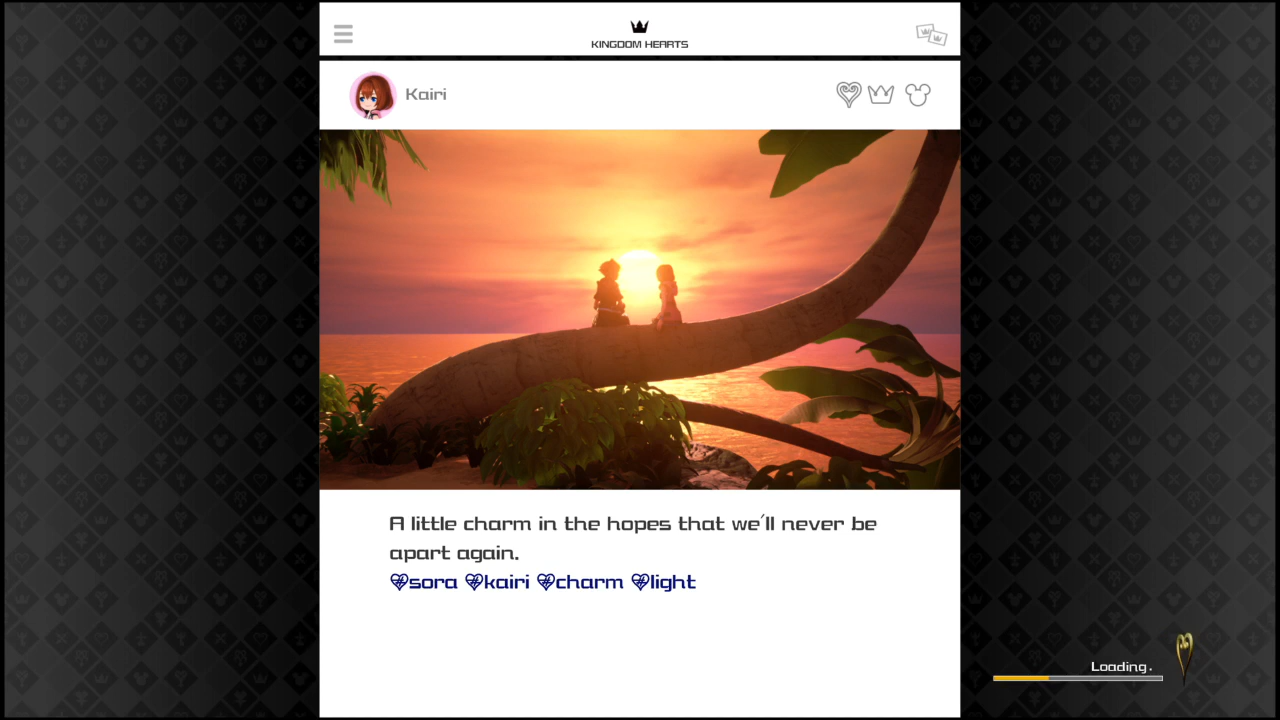 KINGDOM HEARTS
Kairi
A little charm in the hopes that we'll never be
apart again.
sora kairi charm light
Loading.